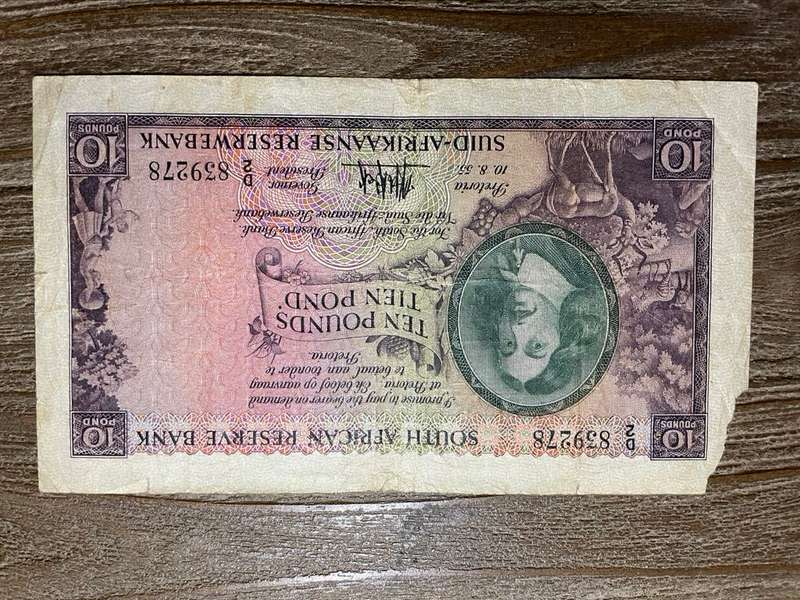 10
POUNDS
D/2 859278
SOUTH AFRICAN RESERVE BANK
10
POND
I promise to pay the bearer on demand
at Pretoria. Ek beloof op aanvraag
te betaal aan toonder te
Pretoria.
TEN POUNDS
TIEN POND.
For the South African Reserve Bank
Vir die Suid-Afrikaanse Reserwebank
Pretoria
10.8.55
Governor
President
D/2 859278
10
POND
SUID-AFRIKAANSE RESERWEBANK
10
POUNDS